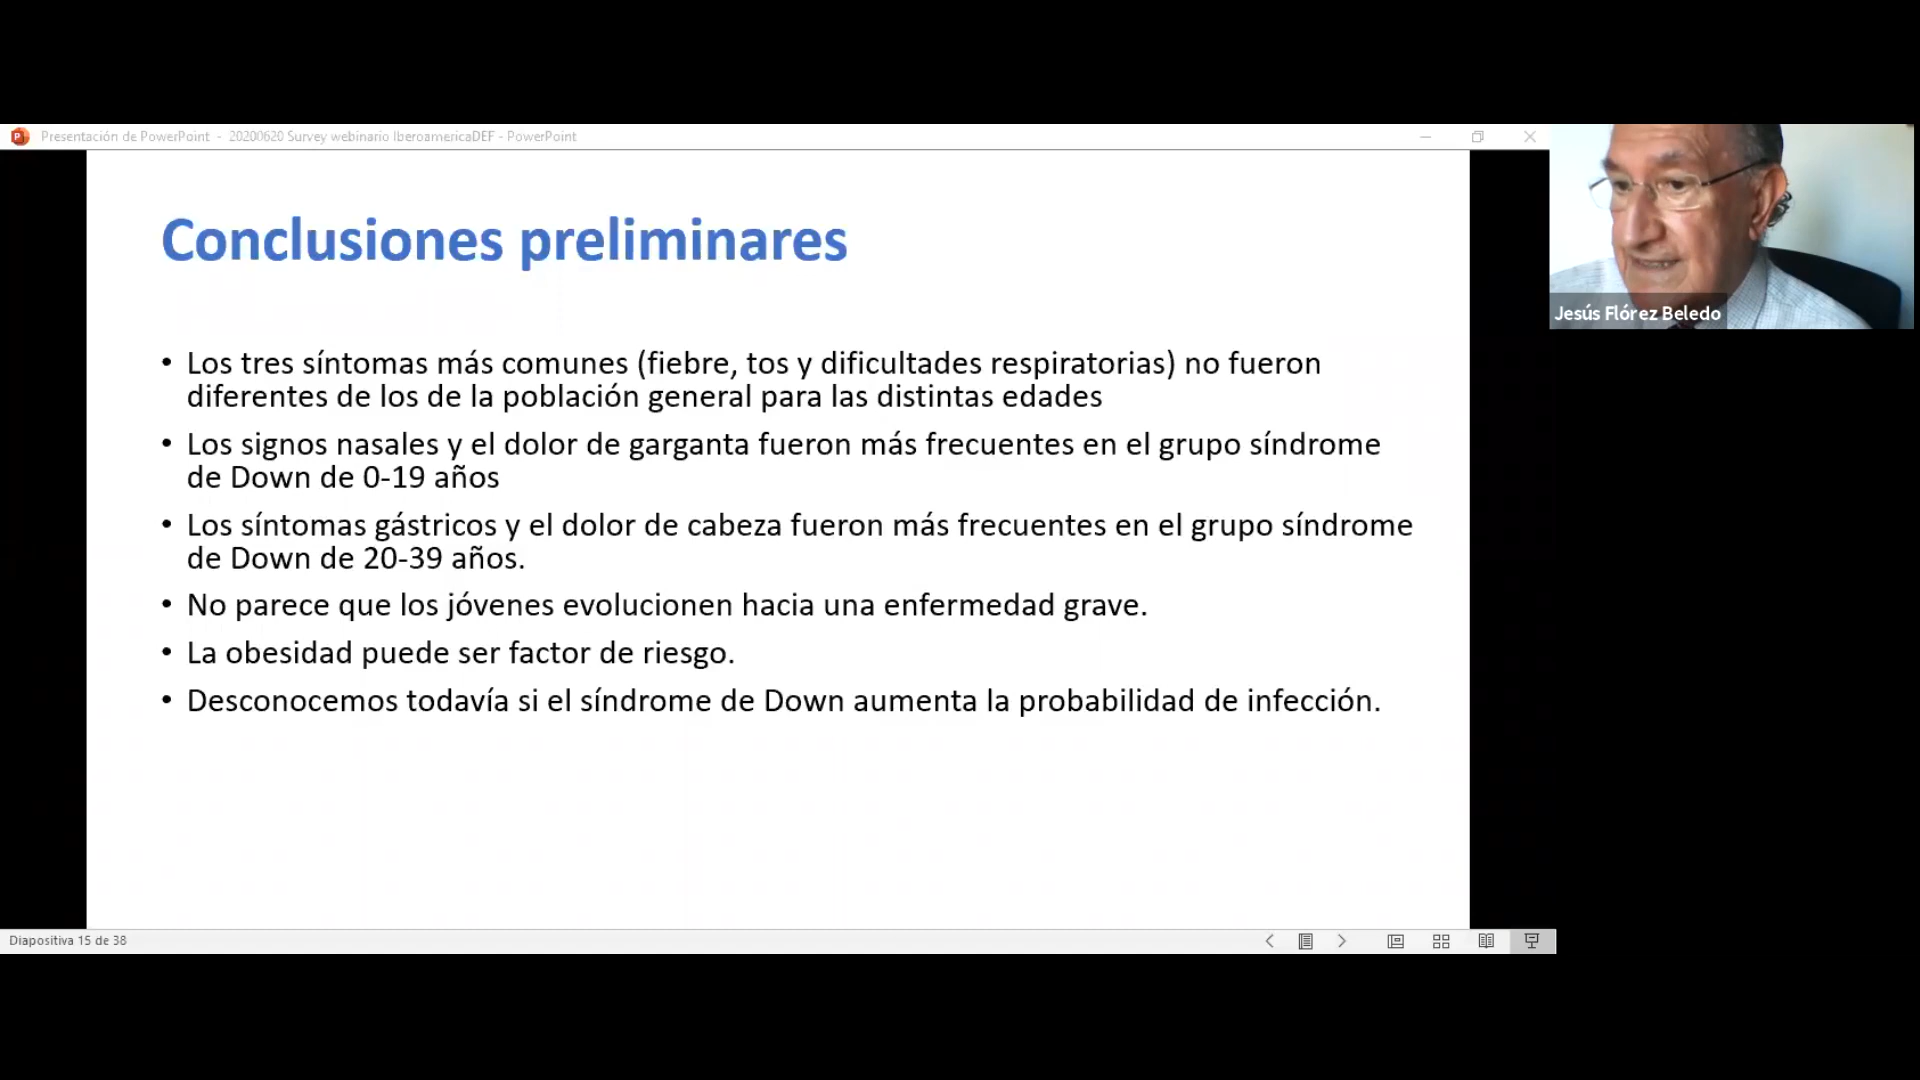 Presentación de PowerPoint - 20200620 Survey webinario IberoamericaDEF - PowerPoint
Conclusiones preliminares
• Los tres síntomas más comunes (fiebre, tos y dificultades respiratorias) no fueron
diferentes de los de la población general para las distintas edades
• Los signos nasales y el dolor de garganta fueron más frecuentes en el grupo síndrome
de Down de 0-19 años
• Los síntomas gástricos y el dolor de cabeza fueron más frecuentes en el grupo síndrome
de Down de 20-39 años.
• No parece que los jóvenes evolucionen hacia una enfermedad grave.
• La obesidad puede ser factor de riesgo.
• Desconocemos todavía si el síndrome de Down aumenta la probabilidad de infección.
Jesús Flórez Beledo
Diapositiva 15 de 38